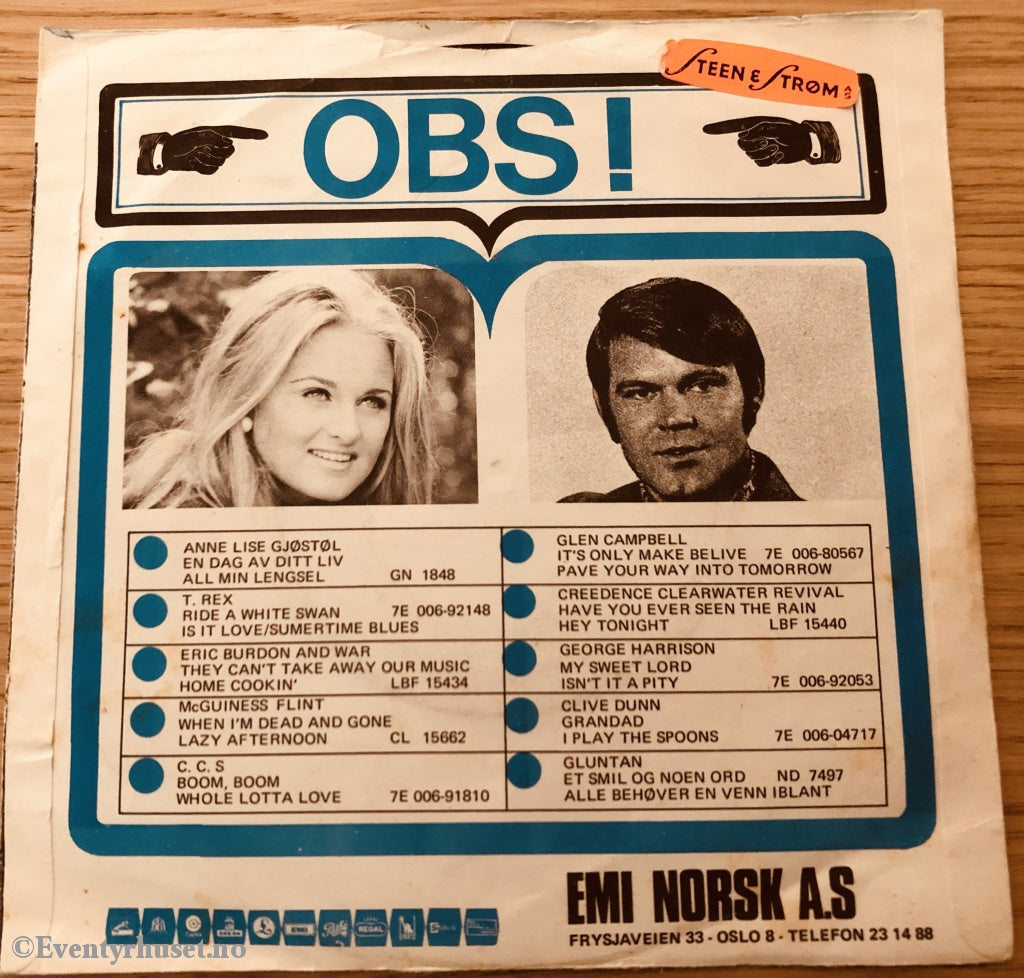 STEEN & STRØM A/S
OBS!
ANNE LISE GJØSTØL
EN DAG AV DITT LIV
ALL MIN LENGSEL GN 1848
T. REX
RIDE A WHITE SWAN 7E 006-92148
IS IT LOVE/SUMERTIME BLUES
ERIC BURDON AND WAR
THEY CAN'T TAKE AWAY OUR MUSIC
HOME COOKIN' LBF 15434
McGUINESS FLINT
WHEN I'M DEAD AND GONE
LAZY AFTERNOON CL 15662
C. C. S
BOOM, BOOM
WHOLE LOTTA LOVE 7E 006-91810
GLEN CAMPBELL
IT'S ONLY MAKE BELIVE 7E 006-80567
PAVE YOUR WAY INTO TOMORROW
CREEDENCE CLEARWATER REVIVAL
HAVE YOU EVER SEEN THE RAIN
HEY TONIGHT LBF 15440
GEORGE HARRISON
MY SWEET LORD
ISN'T IT A PITY 7E 006-92053
CLIVE DUNN
GRANDAD
I PLAY THE SPOONS 7E 006-04717
GLUNTAN
ET SMIL OG NOEN ORD ND 7497
ALLE BEHØVER EN VENN IBLANT
EMI
REGAL
EMI NORSK A.S
FRYSJAVEIEN 33 - OSLO 8 - TELEFON 23 14 88
©Eventyrhuset.no